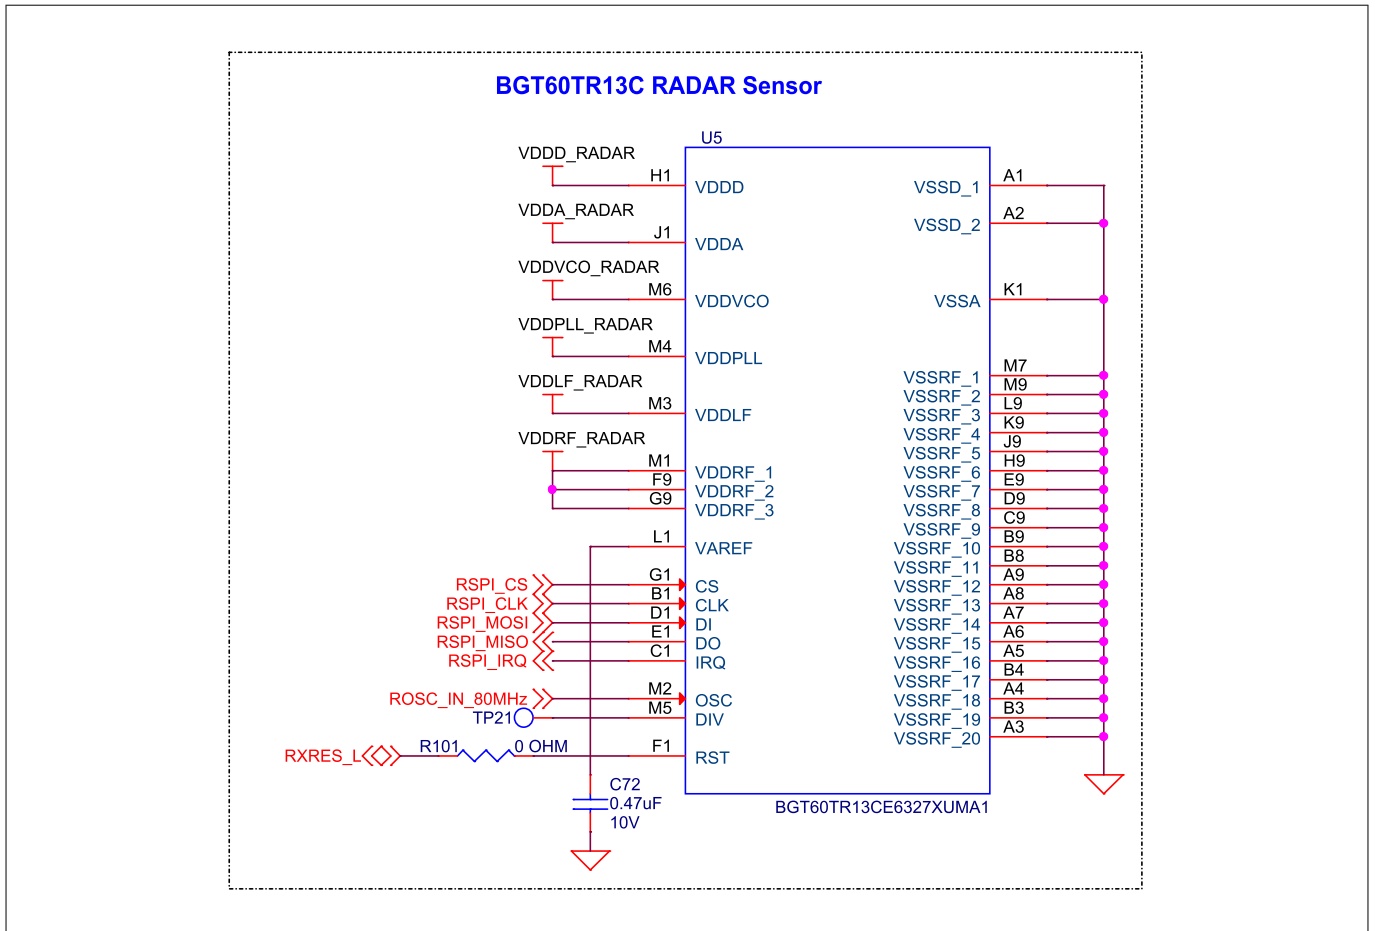 BGT60TR13C RADAR Sensor
U5
VDDD_RADAR
H1 VDDD
VSSD_1 A1
VDDA_RADAR
VSSD_2 A2
J1 VDDA
VDDVCO_RADAR
M6 VDDVCO
VSSA K1
VDDPLL_RADAR
M4 VDDPLL
VSSRF_1 M7
VDDLF_RADAR
VSSRF_2 M9
M3 VDDLF
VSSRF_3 L9
VSSRF_4 K9
VDDRF_RADAR
VSSRF_5 J9
M1 VDDRF_1
VSSRF_6 H9
F9 VDDRF_2
VSSRF_7 E9
G9 VDDRF_3
VSSRF_8 D9
VSSRF_9 C9
L1 VAREF
VSSRF_10 B9
VSSRF_11 B8
RSPI_CS G1 CS
VSSRF_12 A9
RSPI_CLK B1 CLK
VSSRF_13 A8
RSPI_MOSI D1 DI
VSSRF_14 A7
RSPI_MISO E1 DO
VSSRF_15 A6
RSPI_IRQ C1 IRQ
VSSRF_16 A5
VSSRF_17 B4
ROSC_IN_80MHz M2 OSC
VSSRF_18 A4
TP21 M5 DIV
VSSRF_19 B3
VSSRF_20 A3
RXRES_L R101 0 OHM F1 RST
C72
0.47uF
10V
BGT60TR13CE6327XUMA1